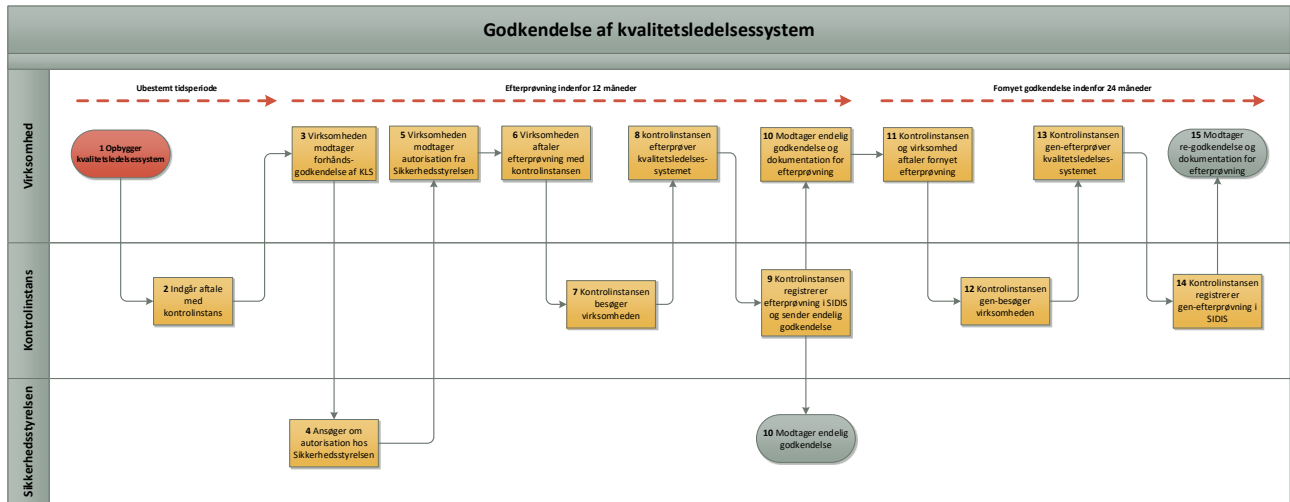 Godkendelse af kvalitetsledelsessystem
Virksomhed
Ubestemt tidsperiode
Efterprøvning indenfor 12 måneder
Fornyet godkendelse indenfor 24 måneder
1 Opbygger
kvalitetsledelsessystem
3 Virksomheden
modtager
forhånds-
godkendelse af KLS
5 Virksomheden
modtager
autorisation fra
Sikkerhedsstyrelsen
6 Virksomheden
aftaler
efterprøvning med
kontrolinstansen
8 kontrolinstansen
efterprøver
kvalitetsledelses-
systemet
10 Modtager endelig
godkendelse og
dokumentation for
efterprøvning
11 Kontrolinstansen
og virksomhed
aftaler fornyet
efterprøvning
13 Kontrolinstansen
gen-efterprøver
kvalitetsledelses-
systemet
15 Modtager
re-godkendelse og
dokumentation for
efterprøvning
Kontrolinstans
2 Indgår aftale
med
kontrolinstans
7 Kontrolinstansen
besøger
virksomheden
9 Kontrolinstansen
registrerer
efterprøvning i SIDIS
og sender endelig
godkendelse
12 Kontrolinstansen
gen-besøger
virksomheden
14 Kontrolinstansen
registrerer
gen-efterprøvning i
SIDIS
Sikkerhedsstyrelsen
4 Ansøger om
autorisation hos
Sikkerhedsstyrelsen
10 Modtager endelig
godkendelse